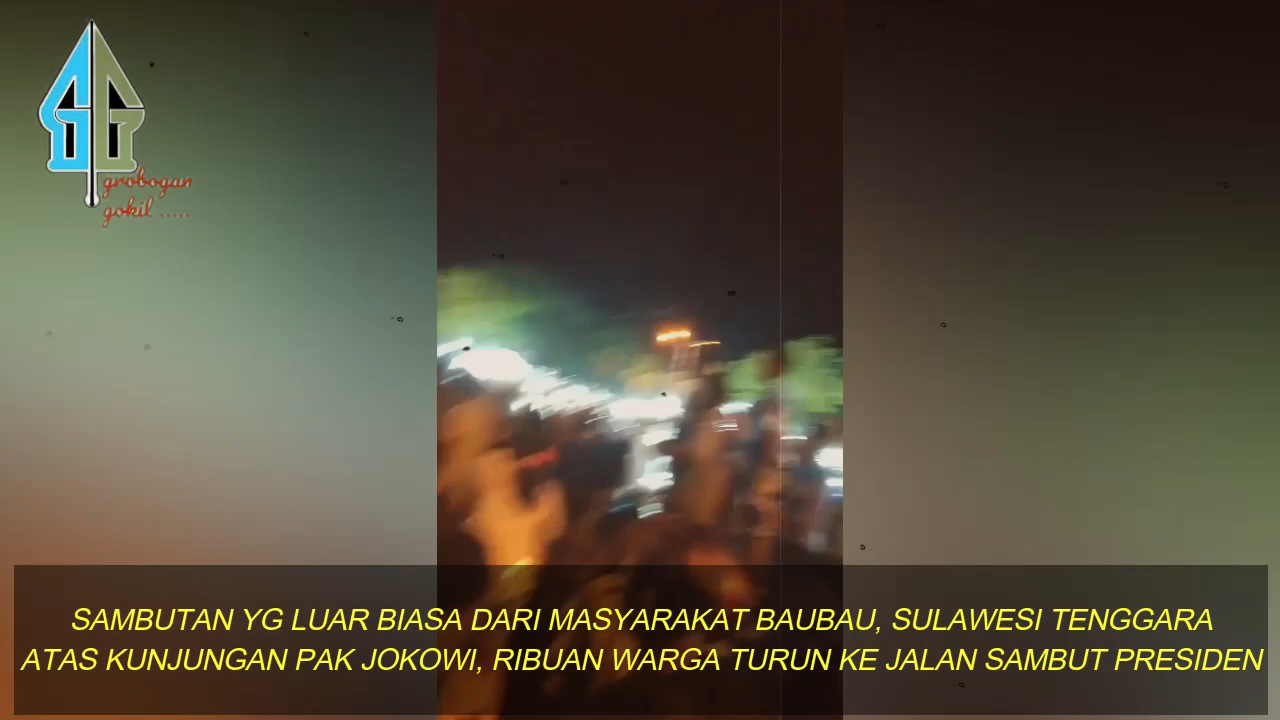 grobogan
gokil .....
SAMBUTAN YG LUAR BIASA DARI MASYARAKAT BAUBAU, SULAWESI TENGGARA
ATAS KUNJUNGAN PAK JOKOWI, RIBUAN WARGA TURUN KE JALAN SAMBUT PRESIDEN